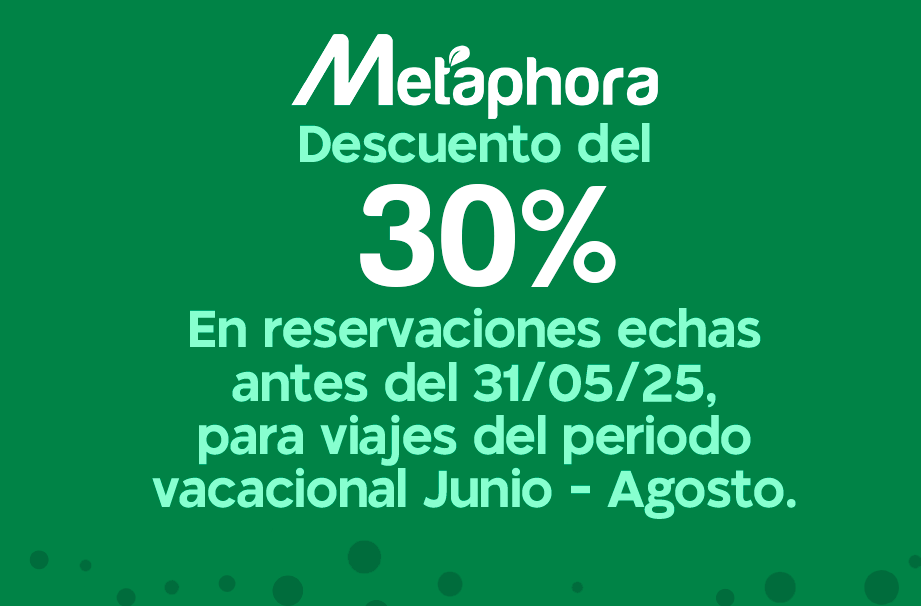 Metaphora
Descuento del
30%
En reservaciones echas
antes del 31/05/25,
para viajes del periodo
vacacional Junio - Agosto.